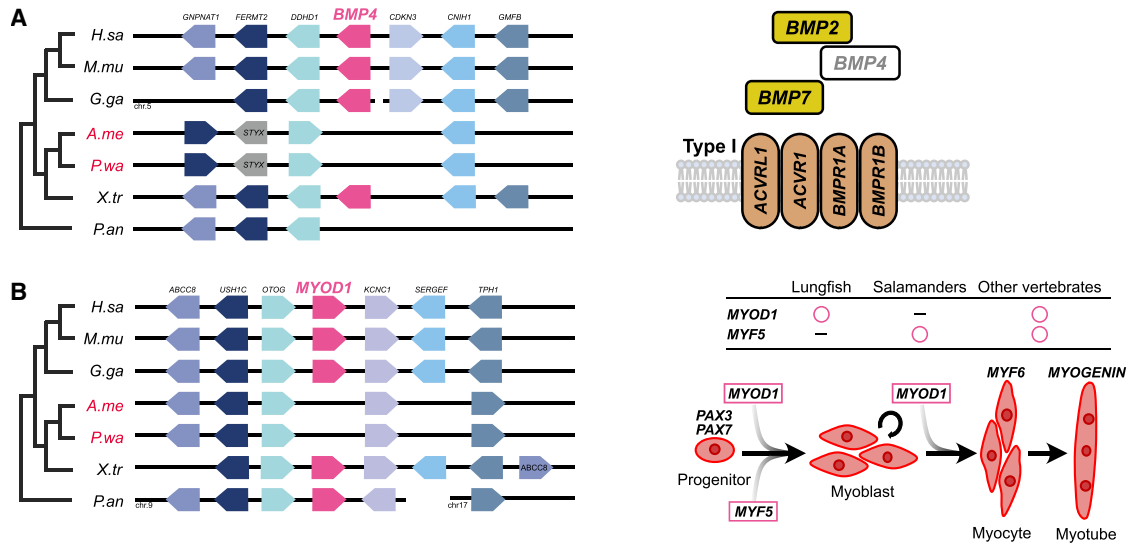 A
GNPNAT1 FERMT2 DDHD1 BMP4 CDKN3 CNIH1 GMFB
H.sa
M.mu
G.ga
chr.5
A.me
STYX
P.wa
STYX
X.tr
P.an
BMP2
BMP4
BMP7
Type I
ACVRL1
ACVR1
BMPR1A
BMPR1B
B
ABCC8 USH1C OTOG MYOD1 KCNC1 SERGEF TPH1
H.sa
M.mu
G.ga
A.me
P.wa
X.tr
ABCC8
P.an
chr.9
chr17
Lungfish Salamanders Other vertebrates
MYOD1 –
MYF5 –
MYOD1
MYOD1
MYF6
MYOGENIN
PAX3
PAX7
Progenitor
MYF5
Myoblast
Myocyte
Myotube